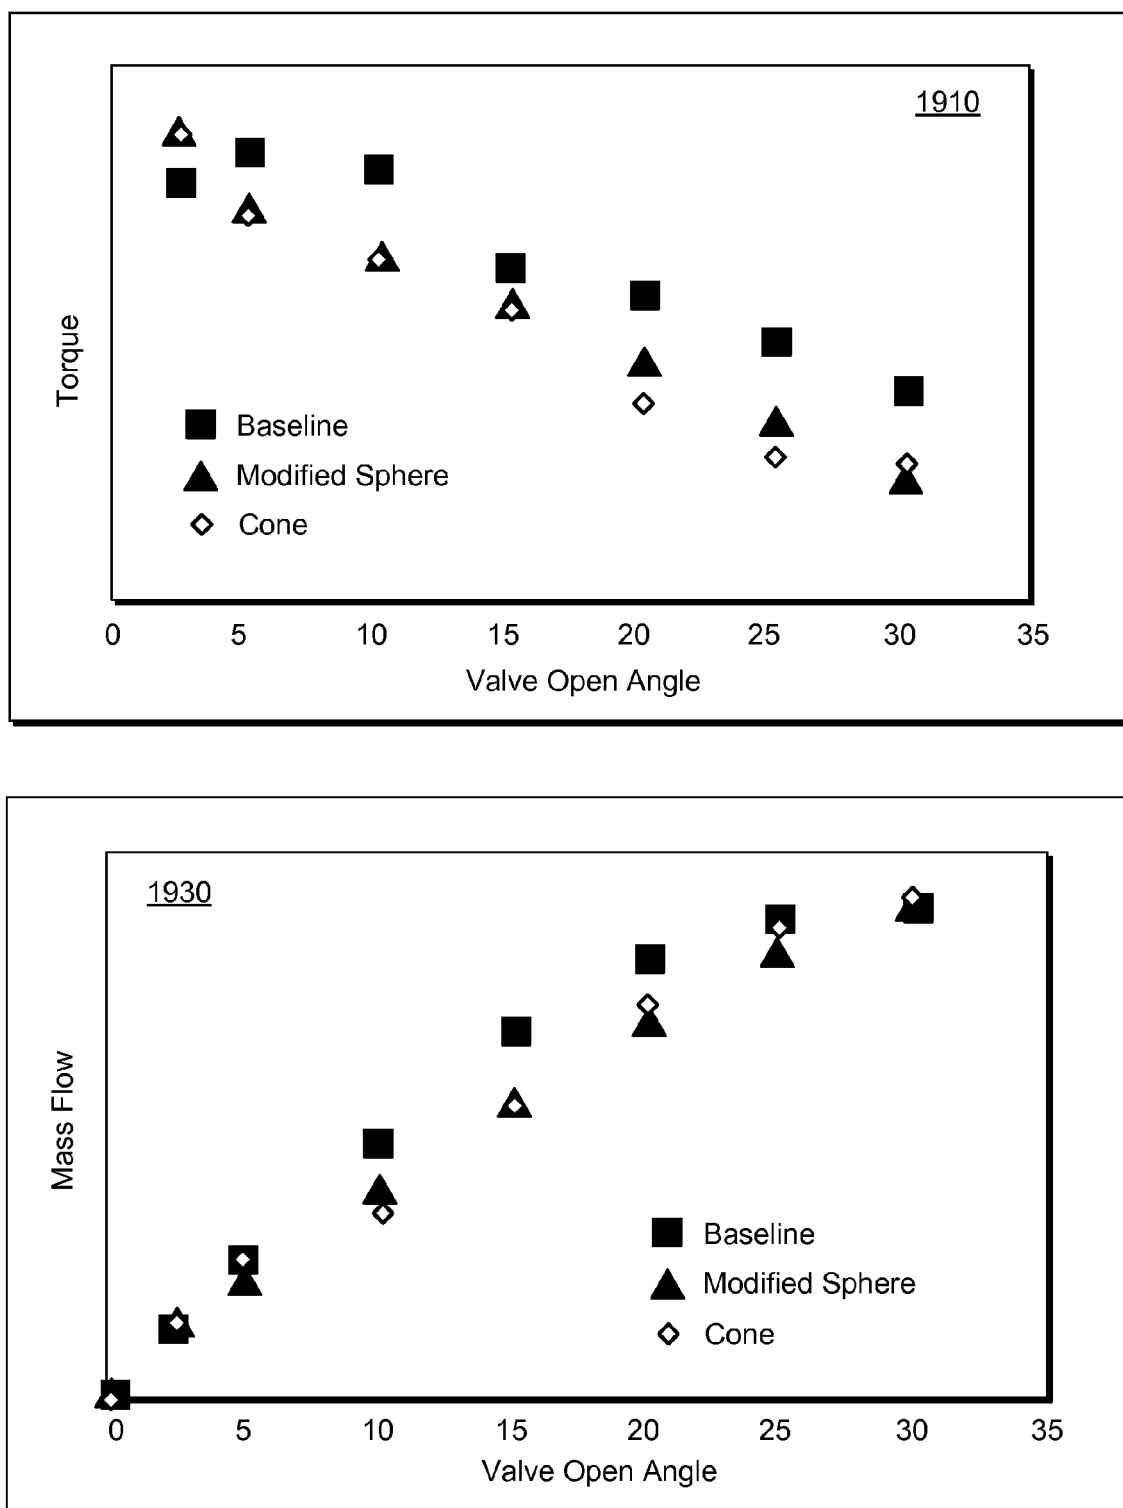 1910
Torque
Baseline
Modified Sphere
Cone
0 5 10 15 20 25 30 35
Valve Open Angle
1930
Mass Flow
Baseline
Modified Sphere
Cone
0 5 10 15 20 25 30 35
Valve Open Angle